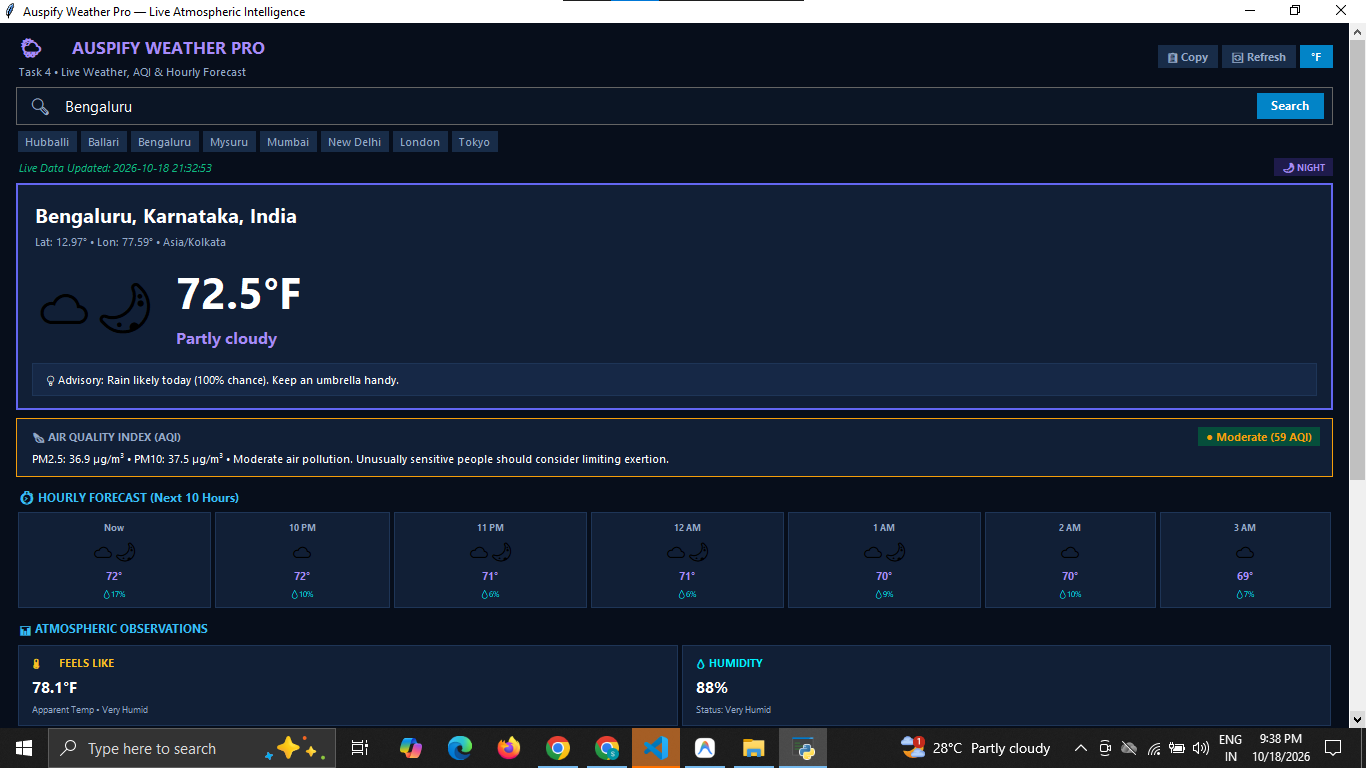 Auspify Weather Pro — Live Atmospheric Intelligence
AUSPIFY WEATHER PRO
Task 4 • Live Weather, AQI & Hourly Forecast
Copy Refresh °F
Bengaluru Search
Hubballi Ballari Bengaluru Mysuru Mumbai New Delhi London Tokyo
Live Data Updated: 2026-10-18 21:32:53 NIGHT
Bengaluru, Karnataka, India
Lat: 12.97° • Lon: 77.59° • Asia/Kolkata
72.5°F
Partly cloudy
Advisory: Rain likely today (100% chance). Keep an umbrella handy.
AIR QUALITY INDEX (AQI) ● Moderate (59 AQI)
PM2.5: 36.9 µg/m³ • PM10: 37.5 µg/m³ • Moderate air pollution. Unusually sensitive people should consider limiting exertion.
HOURLY FORECAST (Next 10 Hours)
Now 10 PM 11 PM 12 AM 1 AM 2 AM 3 AM
72° 72° 71° 71° 70° 70° 69°
17% 10% 6% 6% 9% 10% 7%
ATMOSPHERIC OBSERVATIONS
FEELS LIKE HUMIDITY
78.1°F 88%
Apparent Temp • Very Humid Status: Very Humid
Type here to search 1 28°C Partly cloudy ENG 9:38 PM
IN 10/18/2026